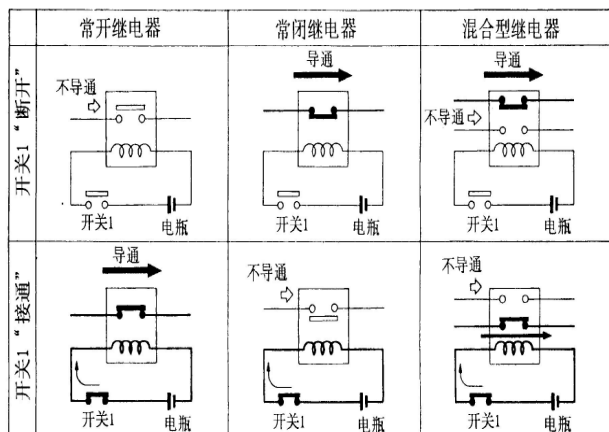 常开继电器 常闭继电器 混合型继电器
开关1“断开”
不导通
开关1 电瓶
导通
开关1 电瓶
导通
不导通
开关1 电瓶
开关1“接通”
导通
开关1 电瓶
不导通
开关1 电瓶
不导通
开关1 电瓶